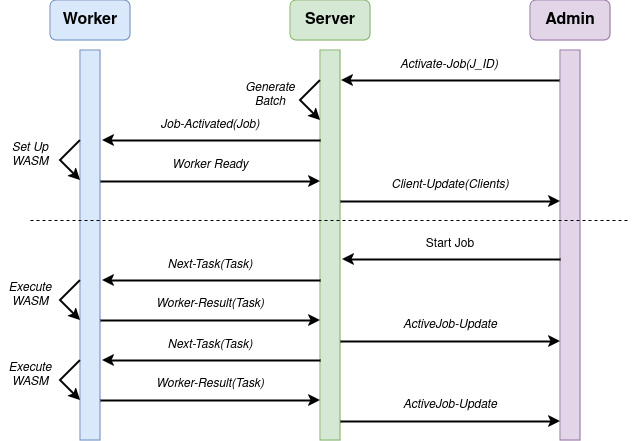 Worker
Server
Admin
Activate-Job(J_ID)
Generate
Batch
Job-Activated(Job)
Set Up
WASM
Worker Ready
Client-Update(Clients)
Start Job
Next-Task(Task)
Execute
WASM
Worker-Result(Task)
ActiveJob-Update
Next-Task(Task)
Execute
WASM
Worker-Result(Task)
ActiveJob-Update